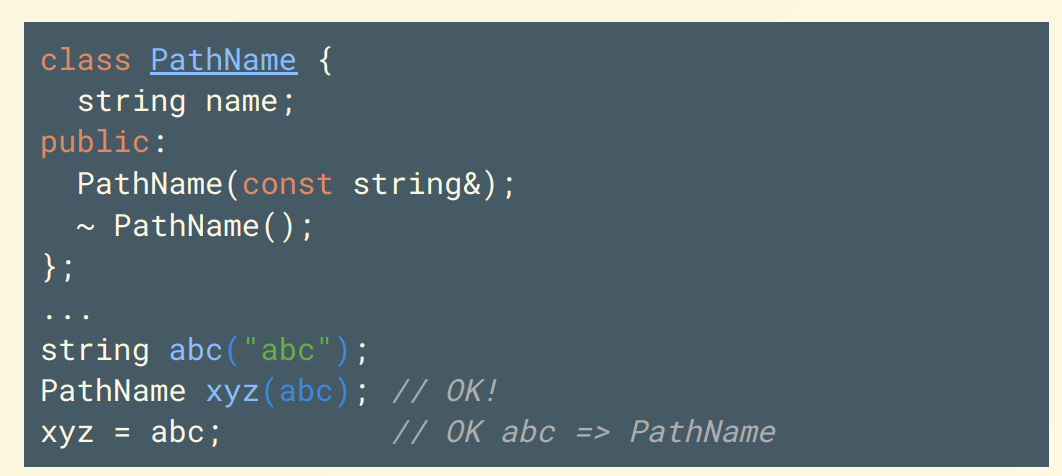 class PathName {
  string name;
public:
  PathName(const string&);
  ~ PathName();
};
...
string abc("abc");
PathName xyz(abc); // OK!
xyz = abc;         // OK abc => PathName